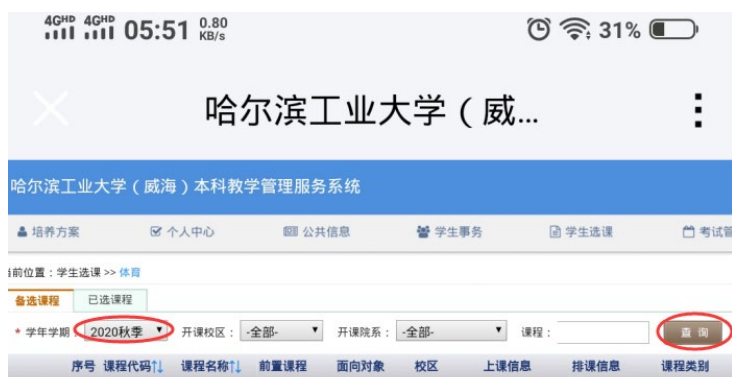 4GHD 4GHD 05:51 0.80 KB/s 31%
哈尔滨工业大学（威...
哈尔滨工业大学（威海）本科教学管理服务系统
培养方案 个人中心 公共信息 学生事务 学生选课 考试管
当前位置：学生选课 >> 体育
备选课程 已选课程
* 学年学期： 2020秋季 开课校区： -全部- 开课院系： -全部- 课程： 查询
序号 课程代码↑↓ 课程名称↑↓ 前置课程 面向对象 校区 上课信息 排课信息 课程类别